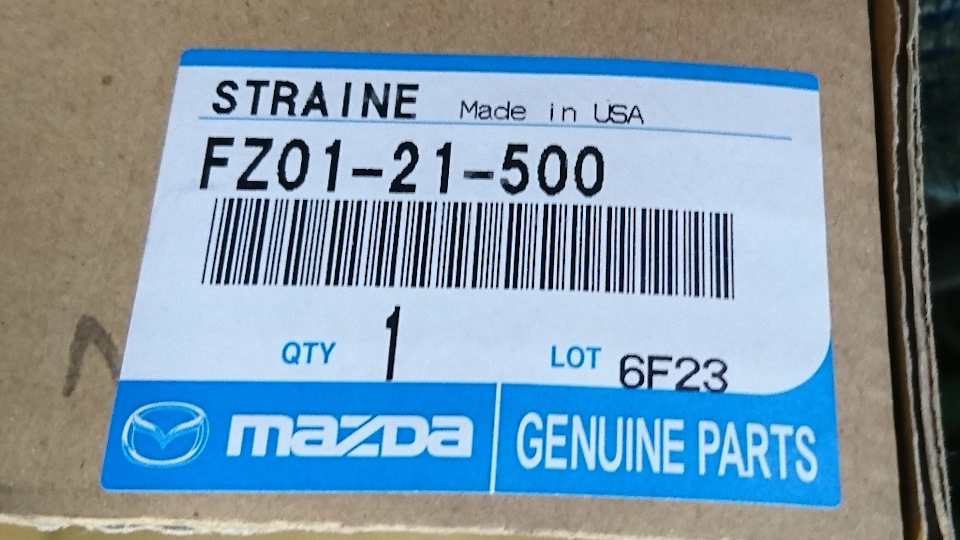 STRAINE Made in USA
FZ01-21-500
QTY 1 LOT 6F23
mazda GENUINE PARTS